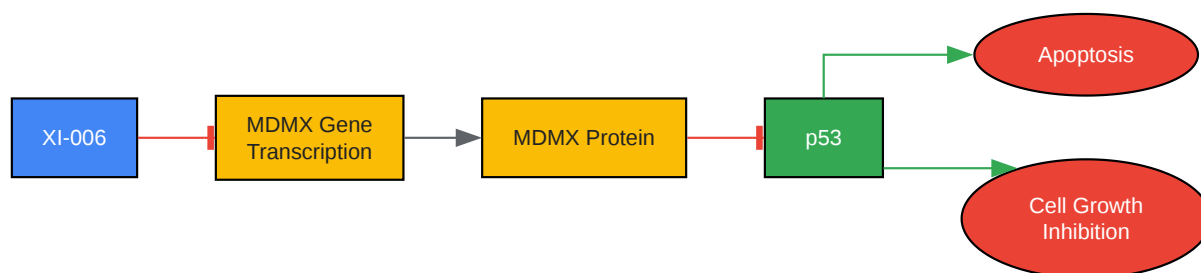 XI-006
MDMX Gene
Transcription
MDMX Protein
p53
Apoptosis
Cell Growth
Inhibition